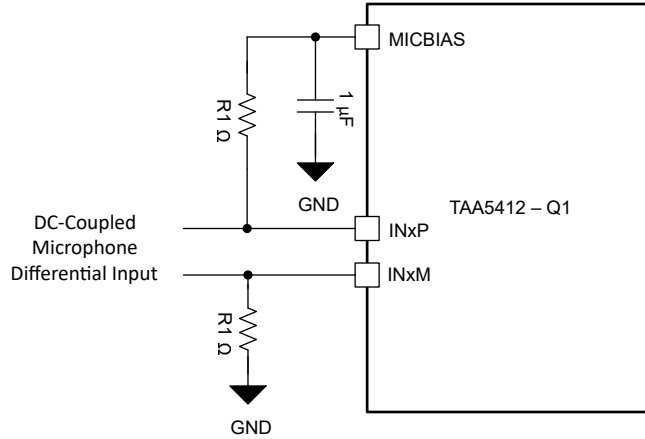 MICBIAS
R1 Ω
1 µF
GND
TAA5412 – Q1
DC-Coupled
Microphone
Differential Input
INxP
INxM
R1 Ω
GND